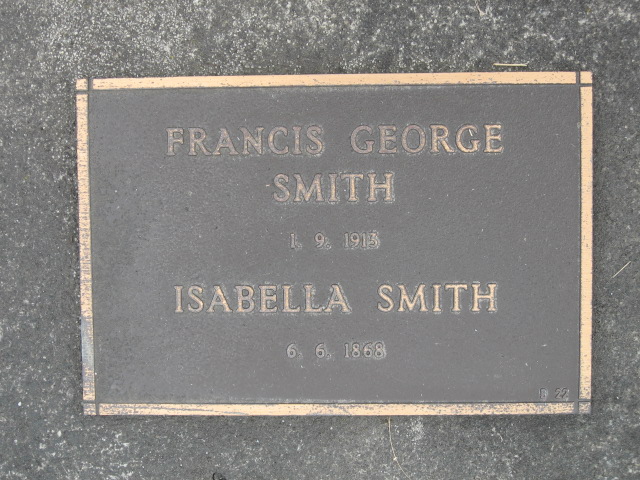 FRANCIS GEORGE
SMITH
1. 9. 1913
ISABELLA SMITH
6. 6. 1868